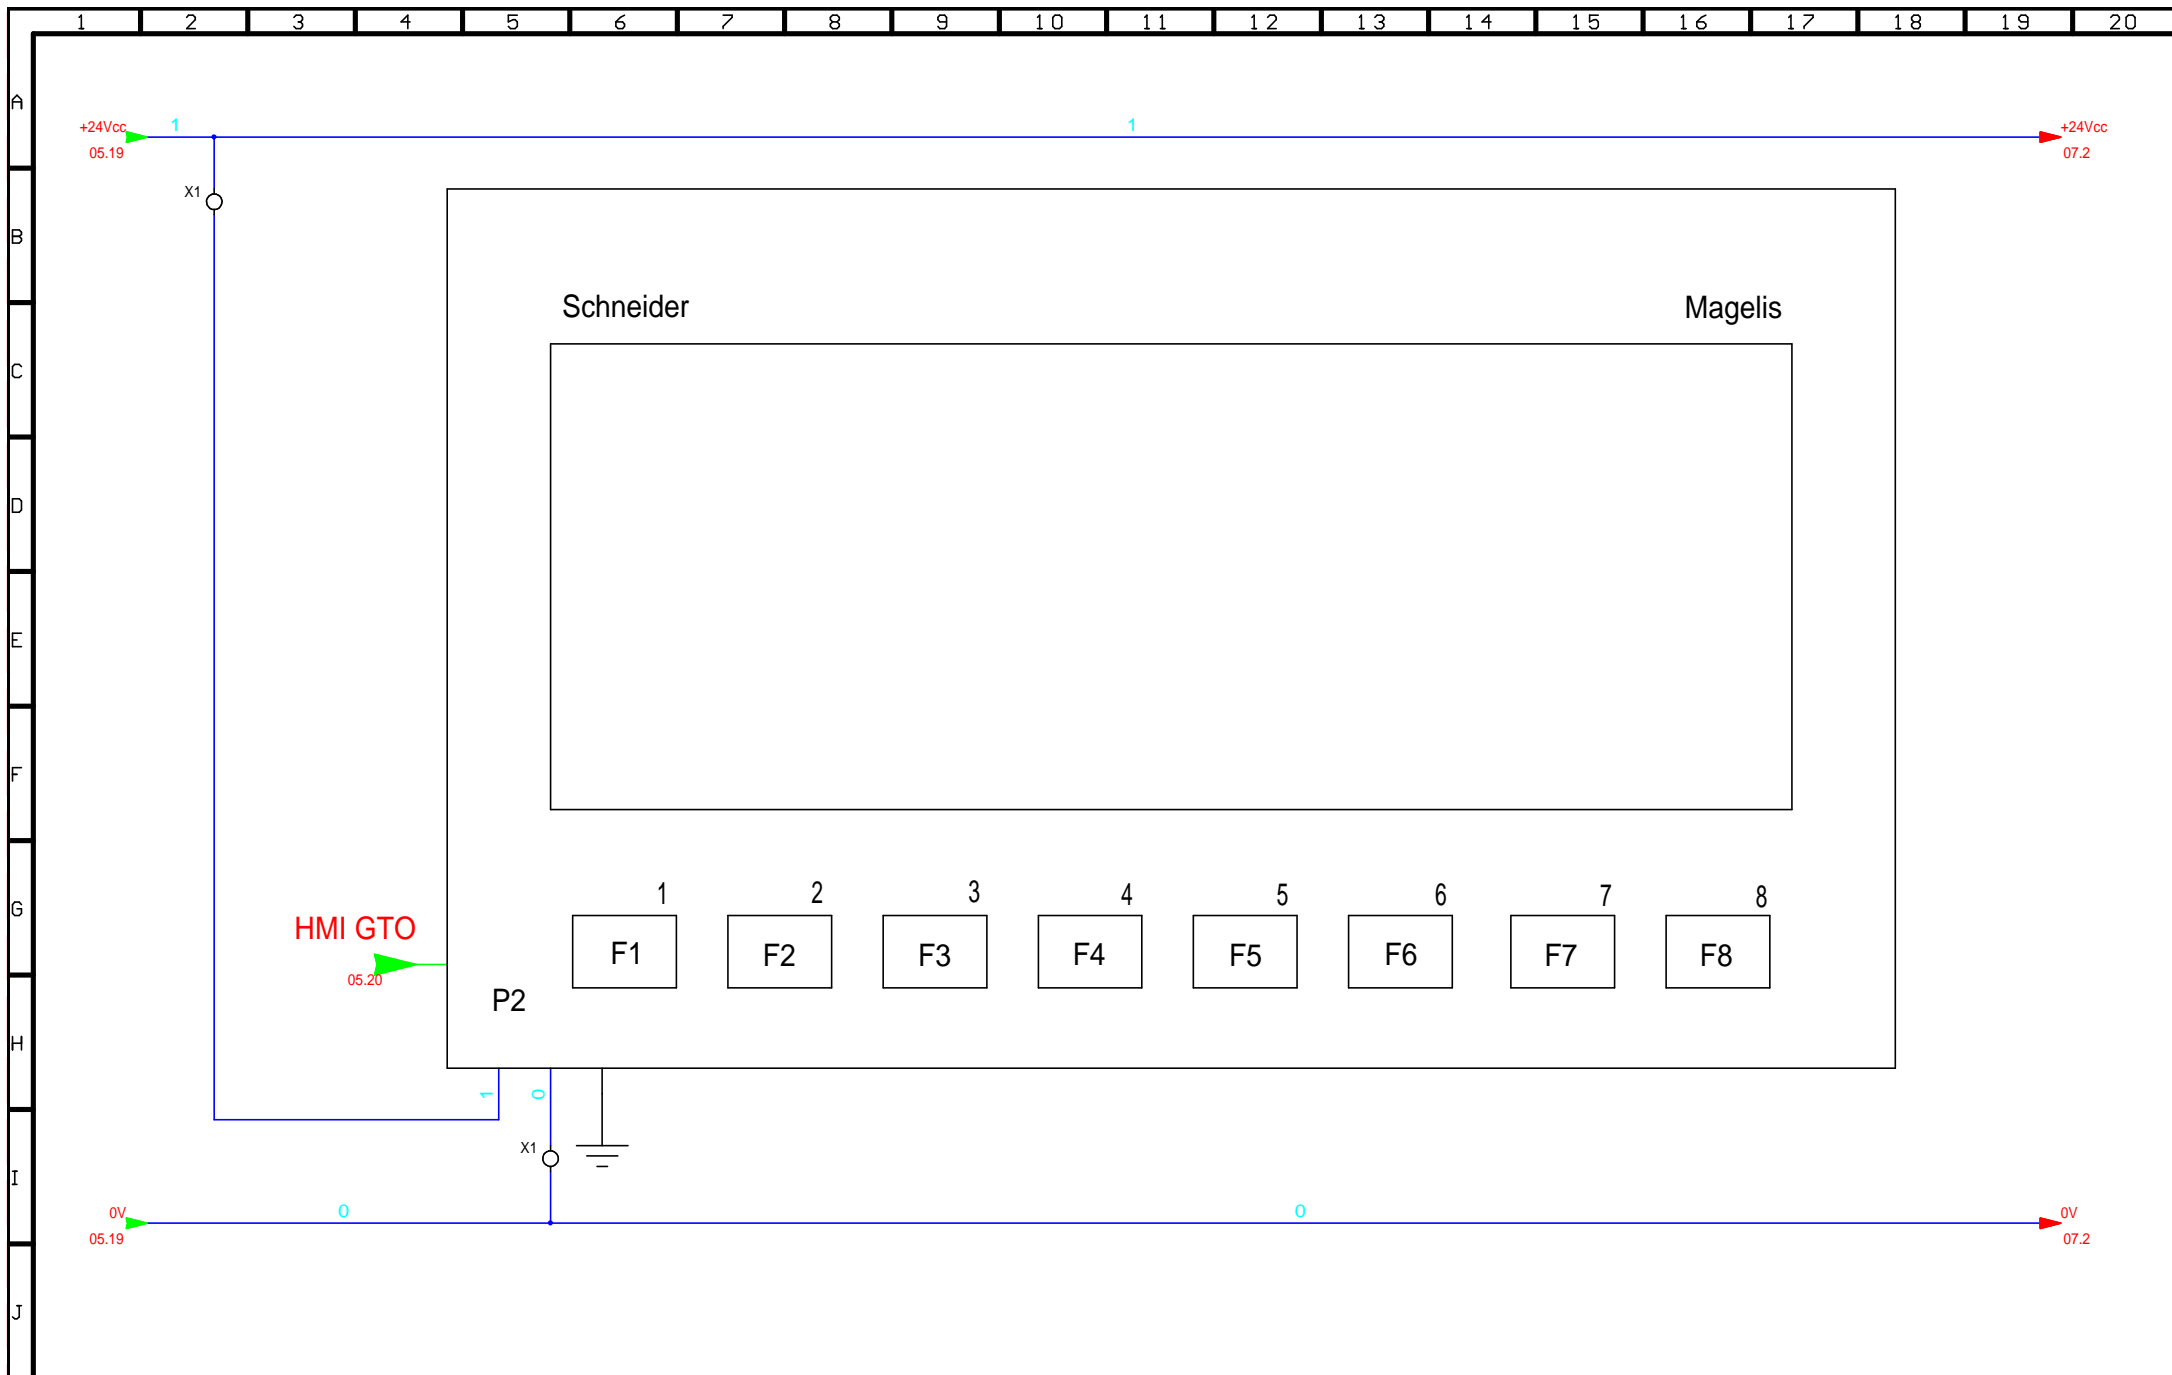 1 2 3 4 5 6 7 8 9 10 11 12 13 14 15 16 17 18 19 20
A
+24Vcc 1 1 +24Vcc
05.19 07.2
X1
B
Schneider Magelis
C
D
E
F
1 2 3 4 5 6 7 8
G
HMI GTO
F1 F2 F3 F4 F5 F6 F7 F8
05.20
P2
H
1 0
X1
I
0V 0 0 0V
05.19 07.2
J